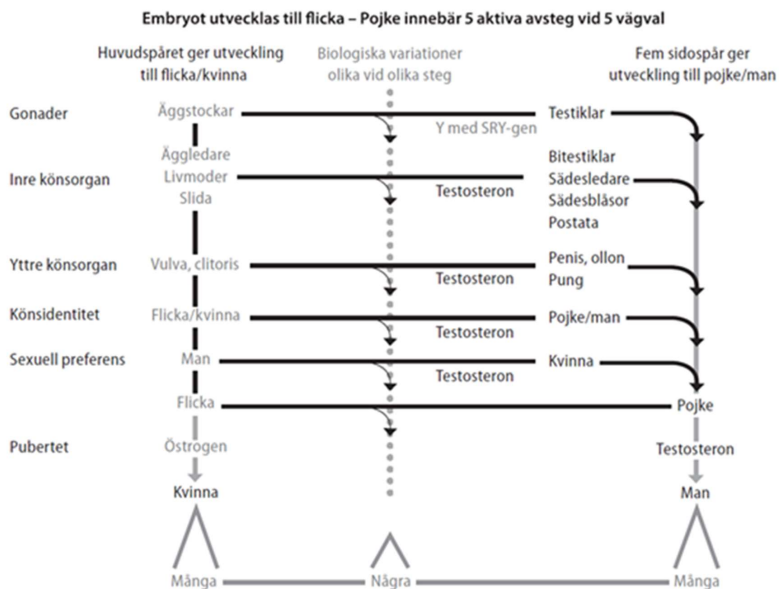 Embryot utvecklas till flicka – Pojke innebär 5 aktiva avsteg vid 5 vägval
Huvudspåret ger utveckling
till flicka/kvinna
Biologiska variationer
olika vid olika steg
Fem sidospår ger
utveckling till pojke/man
Gonader
Äggstockar
Y med SRY-gen
Testiklar
Inre könsorgan
Äggledare
Livmoder
Slida
Testosteron
Bitestiklar
Sädesledare
Sädesblåsor
Postata
Yttre könsorgan
Vulva, clitoris
Testosteron
Penis, ollon
Pung
Könsidentitet
Flicka/kvinna
Testosteron
Pojke/man
Sexuell preferens
Man
Testosteron
Kvinna
Flicka
Pojke
Pubertet
Östrogen
Testosteron
Kvinna
Man
Många
Några
Många